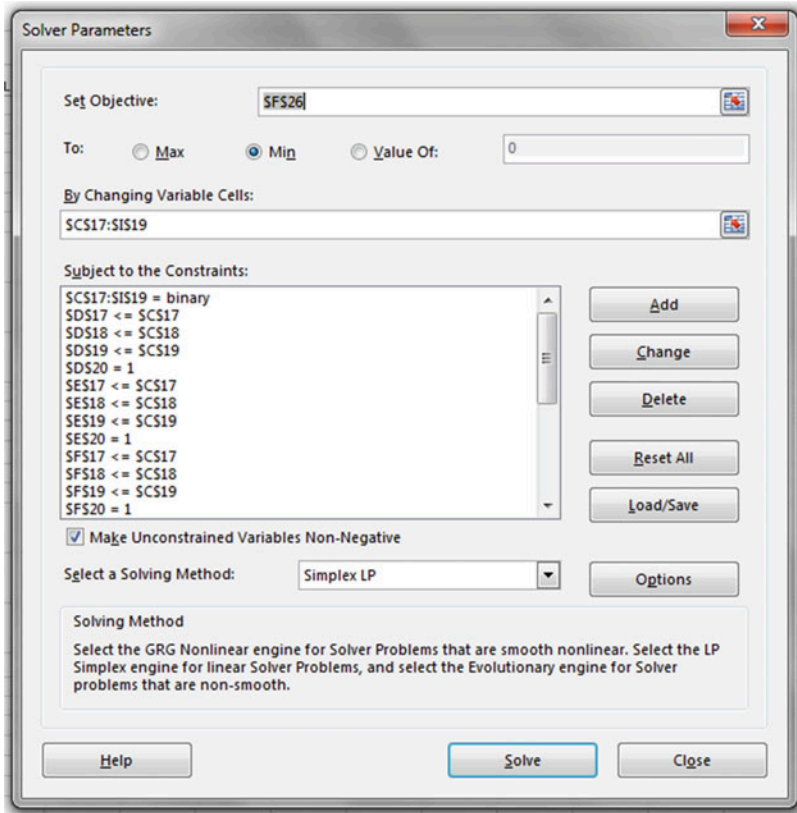 Solver Parameters
L
Set Objective: $F$26
To: Max Min Value Of: 0
By Changing Variable Cells:
$C$17:$I$19
Subject to the Constraints:
$C$17:$I$19 = binary
$D$17 <= $C$17
$D$18 <= $C$18
$D$19 <= $C$19
$D$20 = 1
$E$17 <= $C$17
$E$18 <= $C$18
$E$19 <= $C$19
$E$20 = 1
$F$17 <= $C$17
$F$18 <= $C$18
$F$19 <= $C$19
$F$20 = 1
Add
Change
Delete
Reset All
Load/Save
Make Unconstrained Variables Non-Negative
Select a Solving Method: Simplex LP Options
Solving Method
Select the GRG Nonlinear engine for Solver Problems that are smooth nonlinear. Select the LP
Simplex engine for linear Solver Problems, and select the Evolutionary engine for Solver
problems that are non-smooth.
Help Solve Close